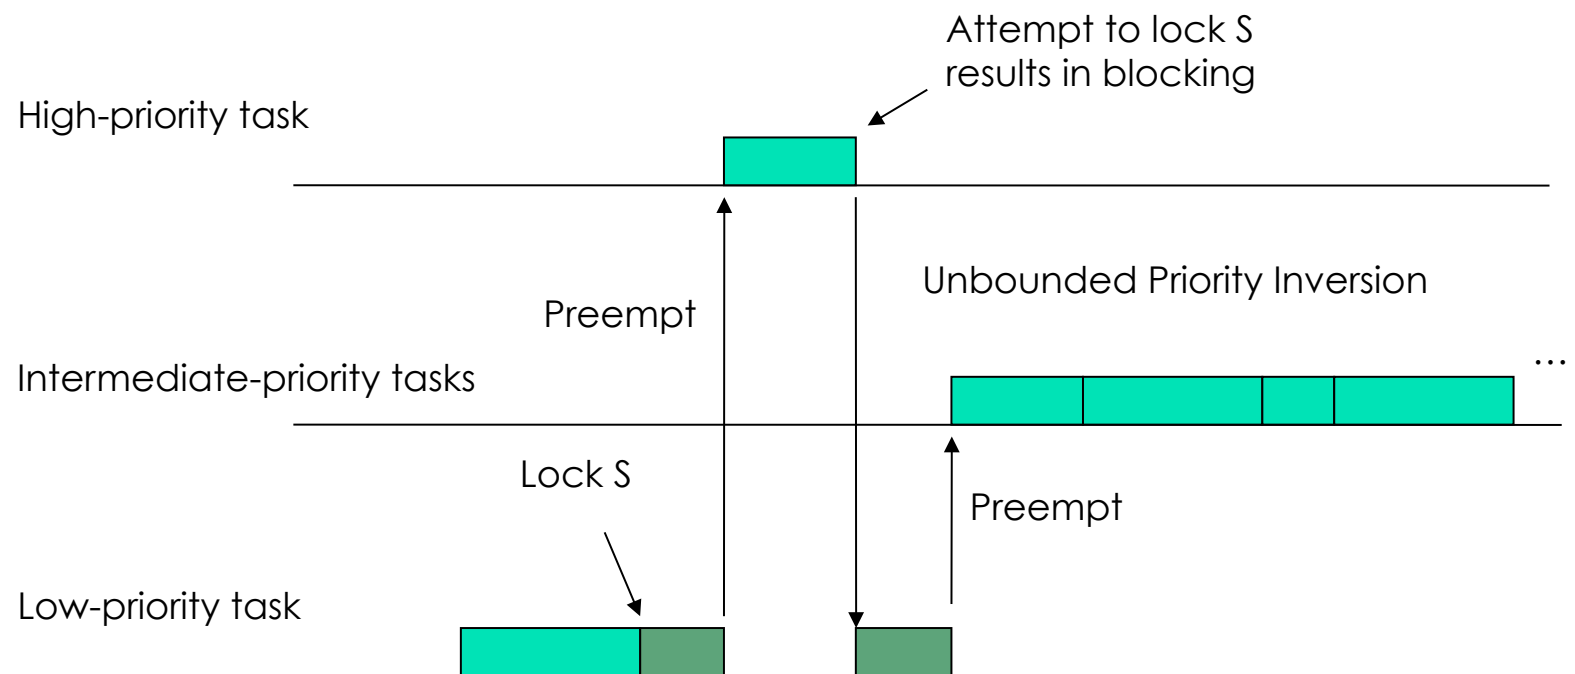 Attempt to lock S
results in blocking
High-priority task
Unbounded Priority Inversion
Preempt
…
Intermediate-priority tasks
Lock S
Preempt
Low-priority task